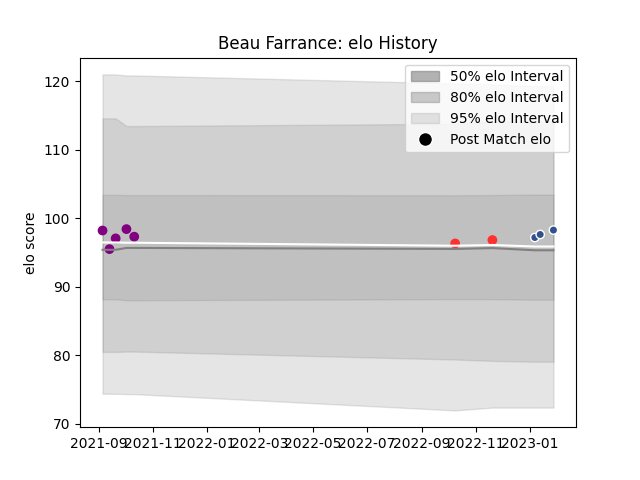 Beau Farrance: elo History
50% elo Interval
80% elo Interval
95% elo Interval
Post Match elo
elo score
120
110
100
90
80
70
2021-09 2021-11 2022-01 2022-03 2022-05 2022-07 2022-09 2022-11 2023-01